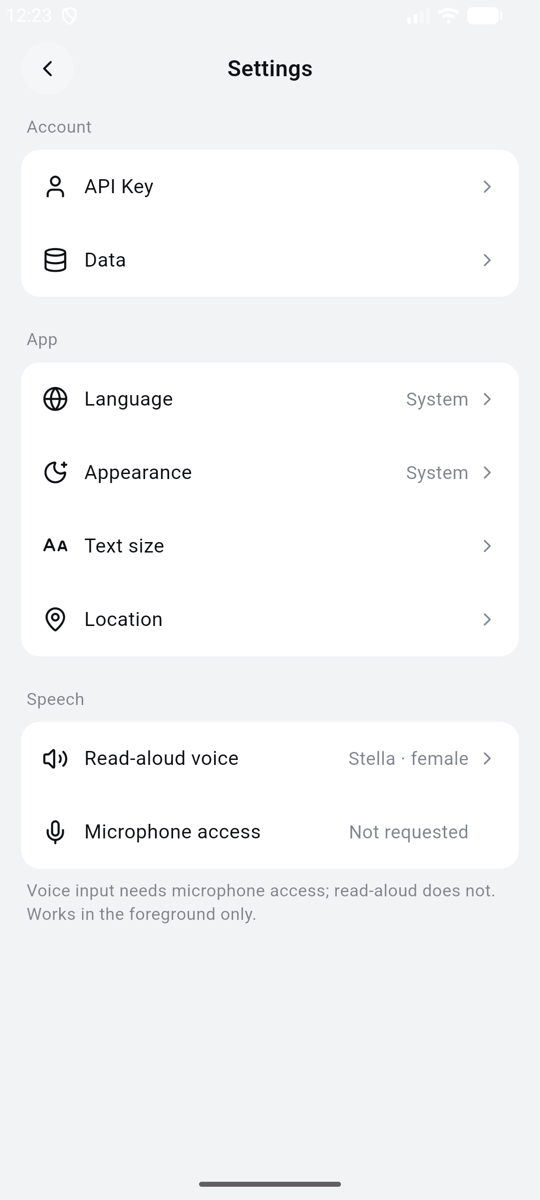 12:23
Settings
Account
API Key
Data
App
Language System
Appearance System
Text size
Location
Speech
Read-aloud voice Stella · female
Microphone access Not requested
Voice input needs microphone access; read-aloud does not.
Works in the foreground only.